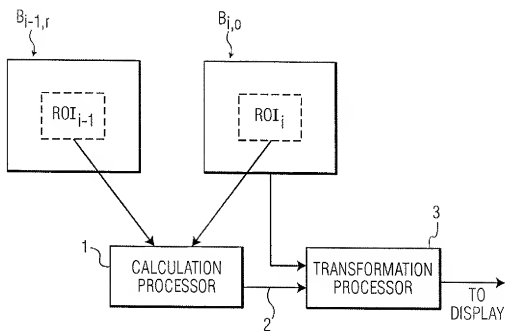 B i-1,r
B i,o
ROI i-1
ROI i
1
CALCULATION
PROCESSOR
2
3
TRANSFORMATION
PROCESSOR
TO
DISPLAY